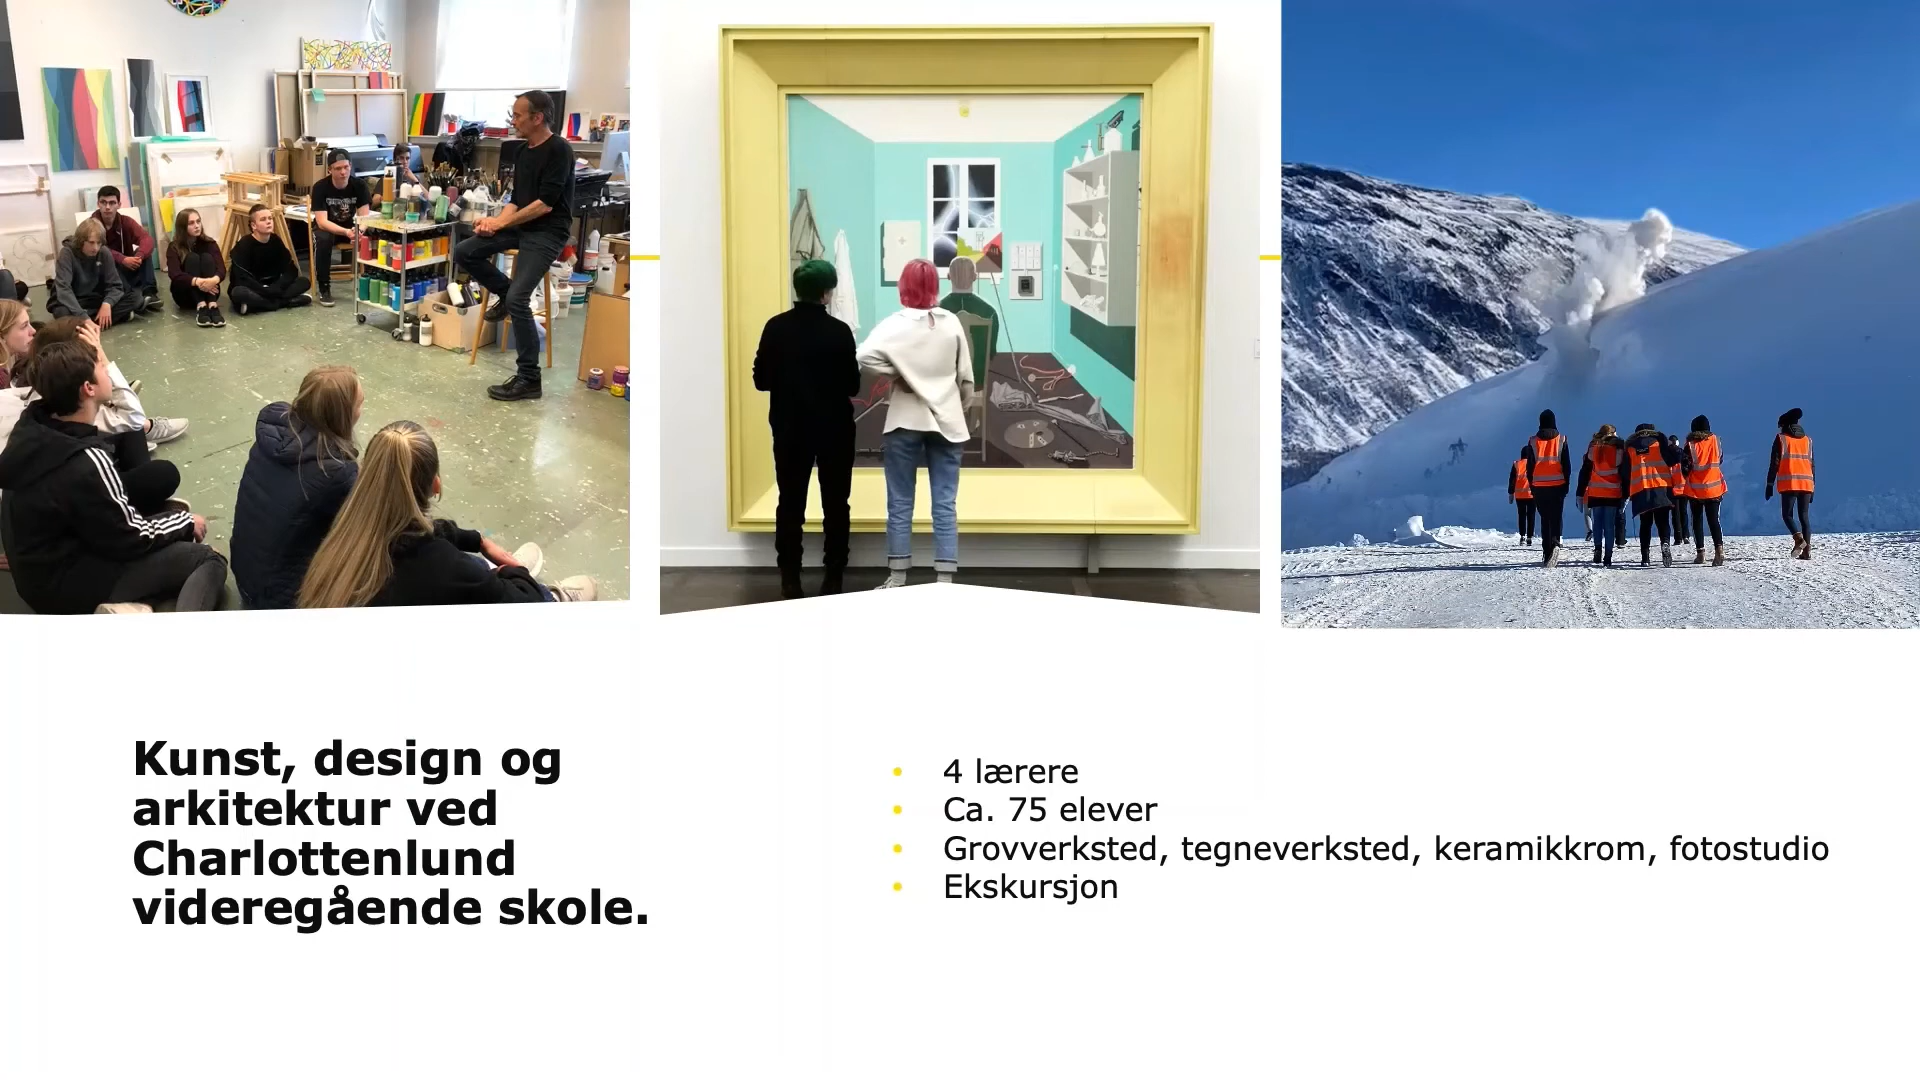 Kunst, design og
arkitektur ved
Charlottenlund
videregående skole.
• 4 lærere
• Ca. 75 elever
• Grovverksted, tegneverksted, keramikkrom, fotostudio
• Ekskursjon